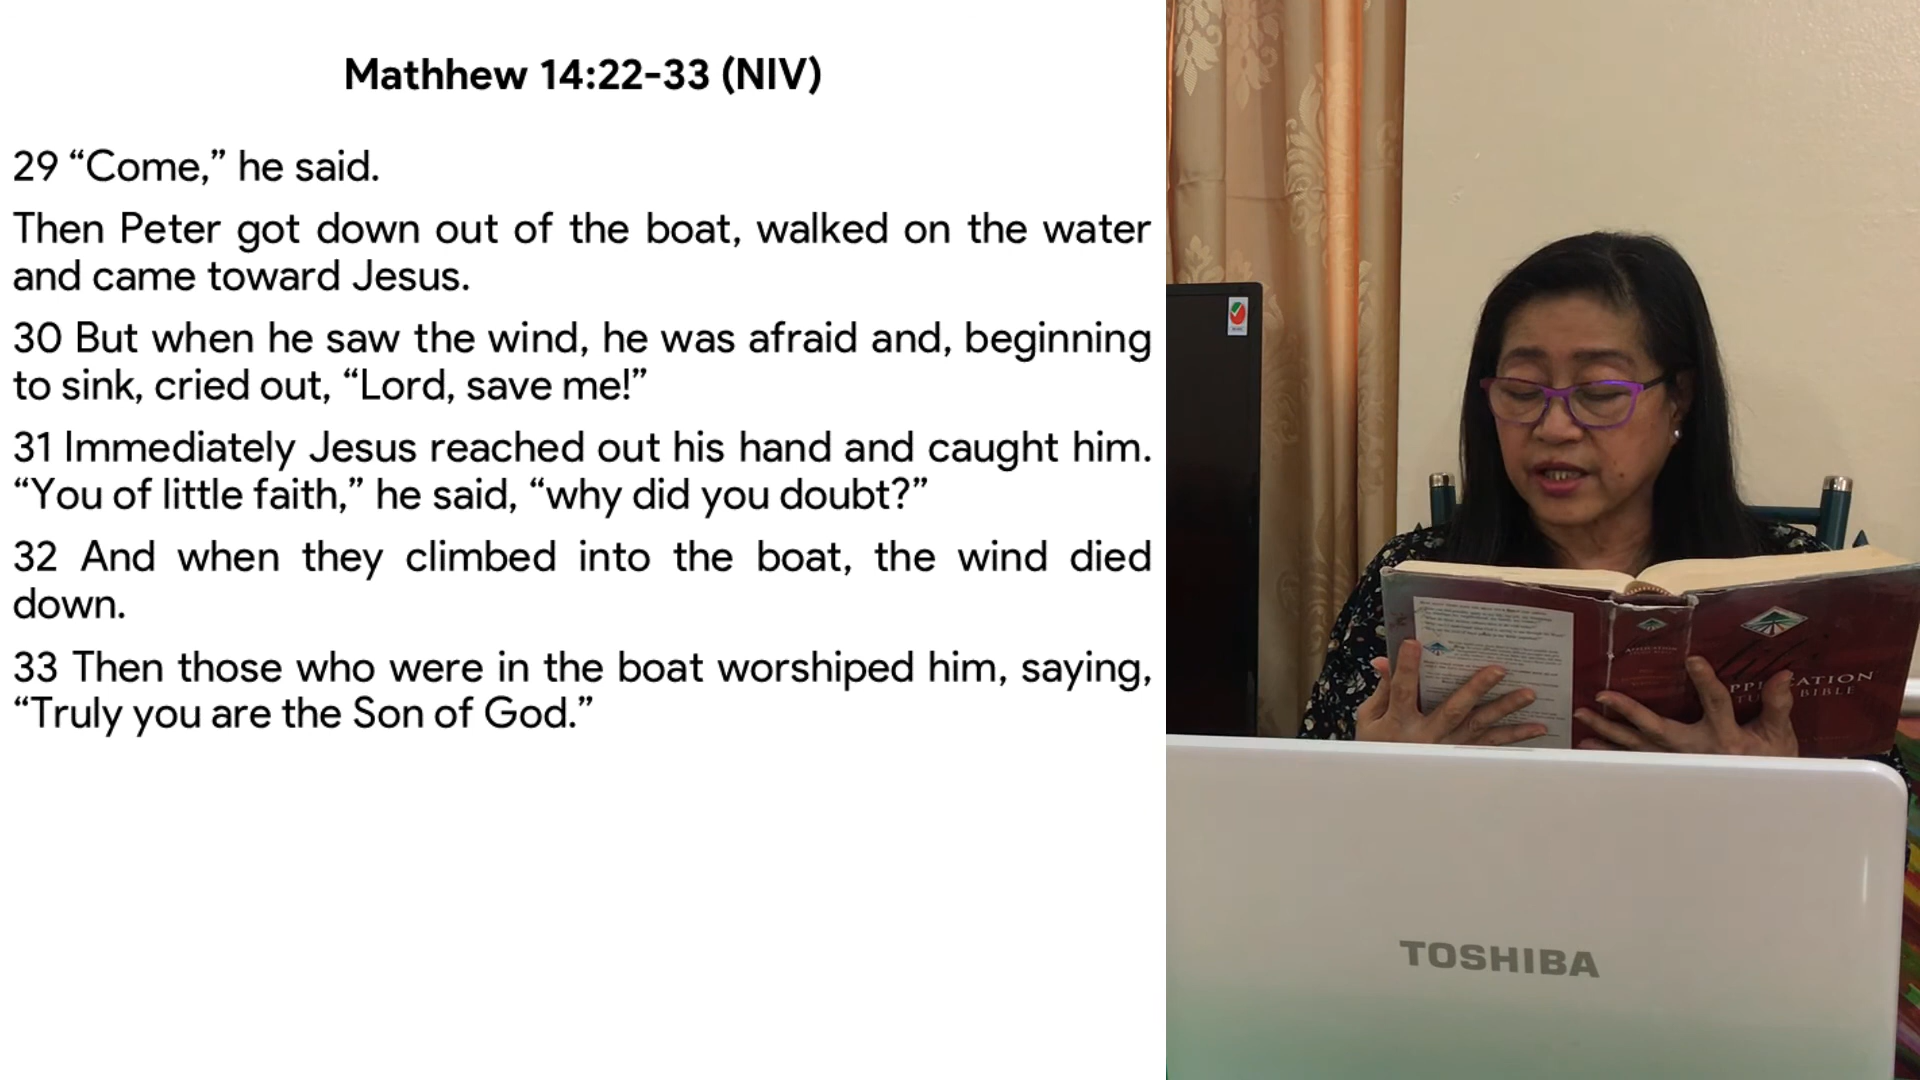 Mathhew 14:22-33 (NIV)
29 “Come,” he said.
Then Peter got down out of the boat, walked on the water
and came toward Jesus.
30 But when he saw the wind, he was afraid and, beginning
to sink, cried out, “Lord, save me!”
31 Immediately Jesus reached out his hand and caught him.
“You of little faith,” he said, “why did you doubt?”
32 And when they climbed into the boat, the wind died
down.
33 Then those who were in the boat worshiped him, saying,
“Truly you are the Son of God.”
APPLICATION
BIBLE
TOSHIBA